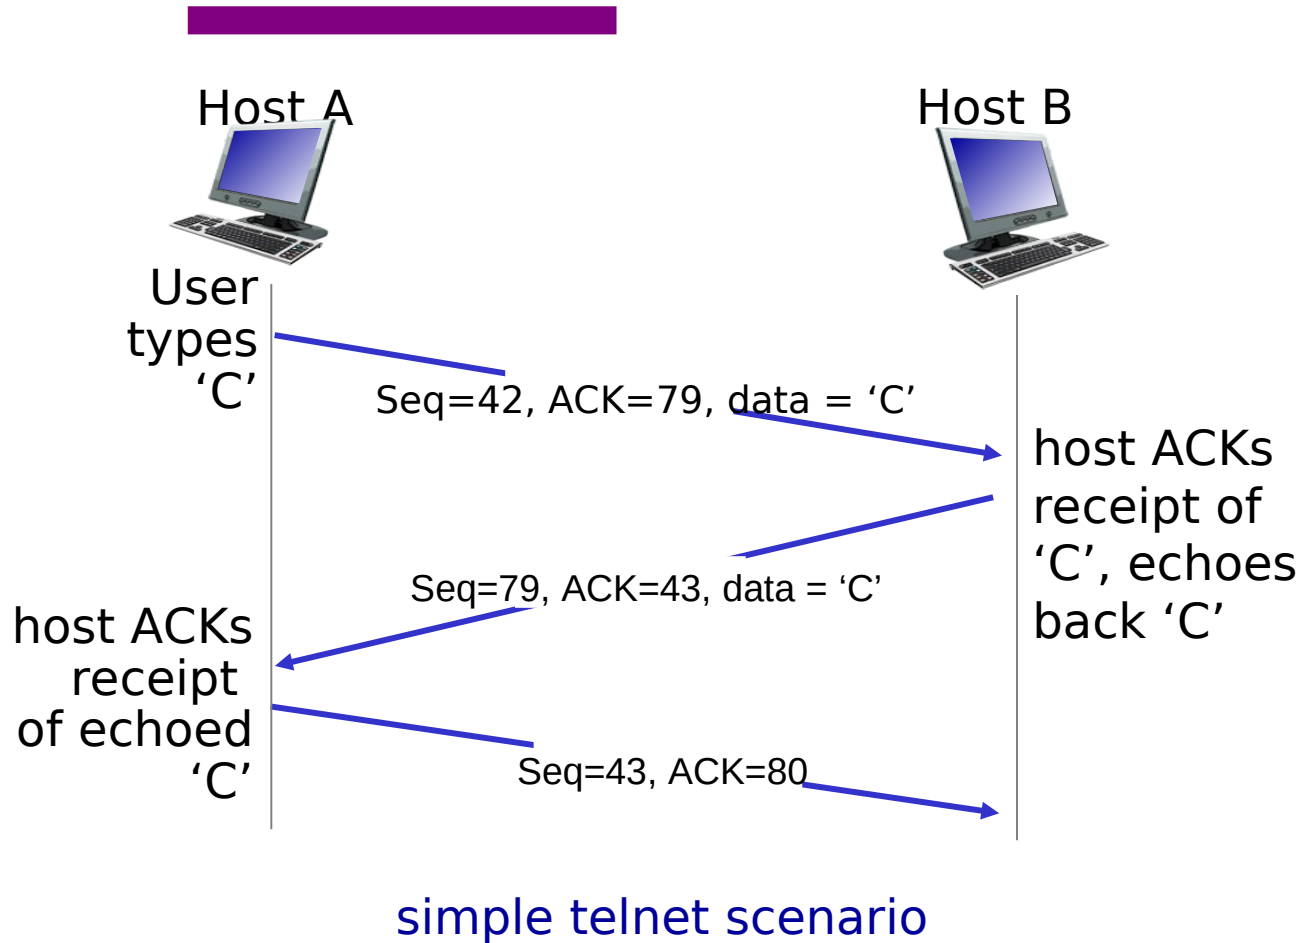 Host A
Host B
User
types
‘C’
Seq=42, ACK=79, data = ‘C’
host ACKs
receipt of
‘C’, echoes
back ‘C’
Seq=79, ACK=43, data = ‘C’
host ACKs
receipt
of echoed
‘C’
Seq=43, ACK=80
simple telnet scenario